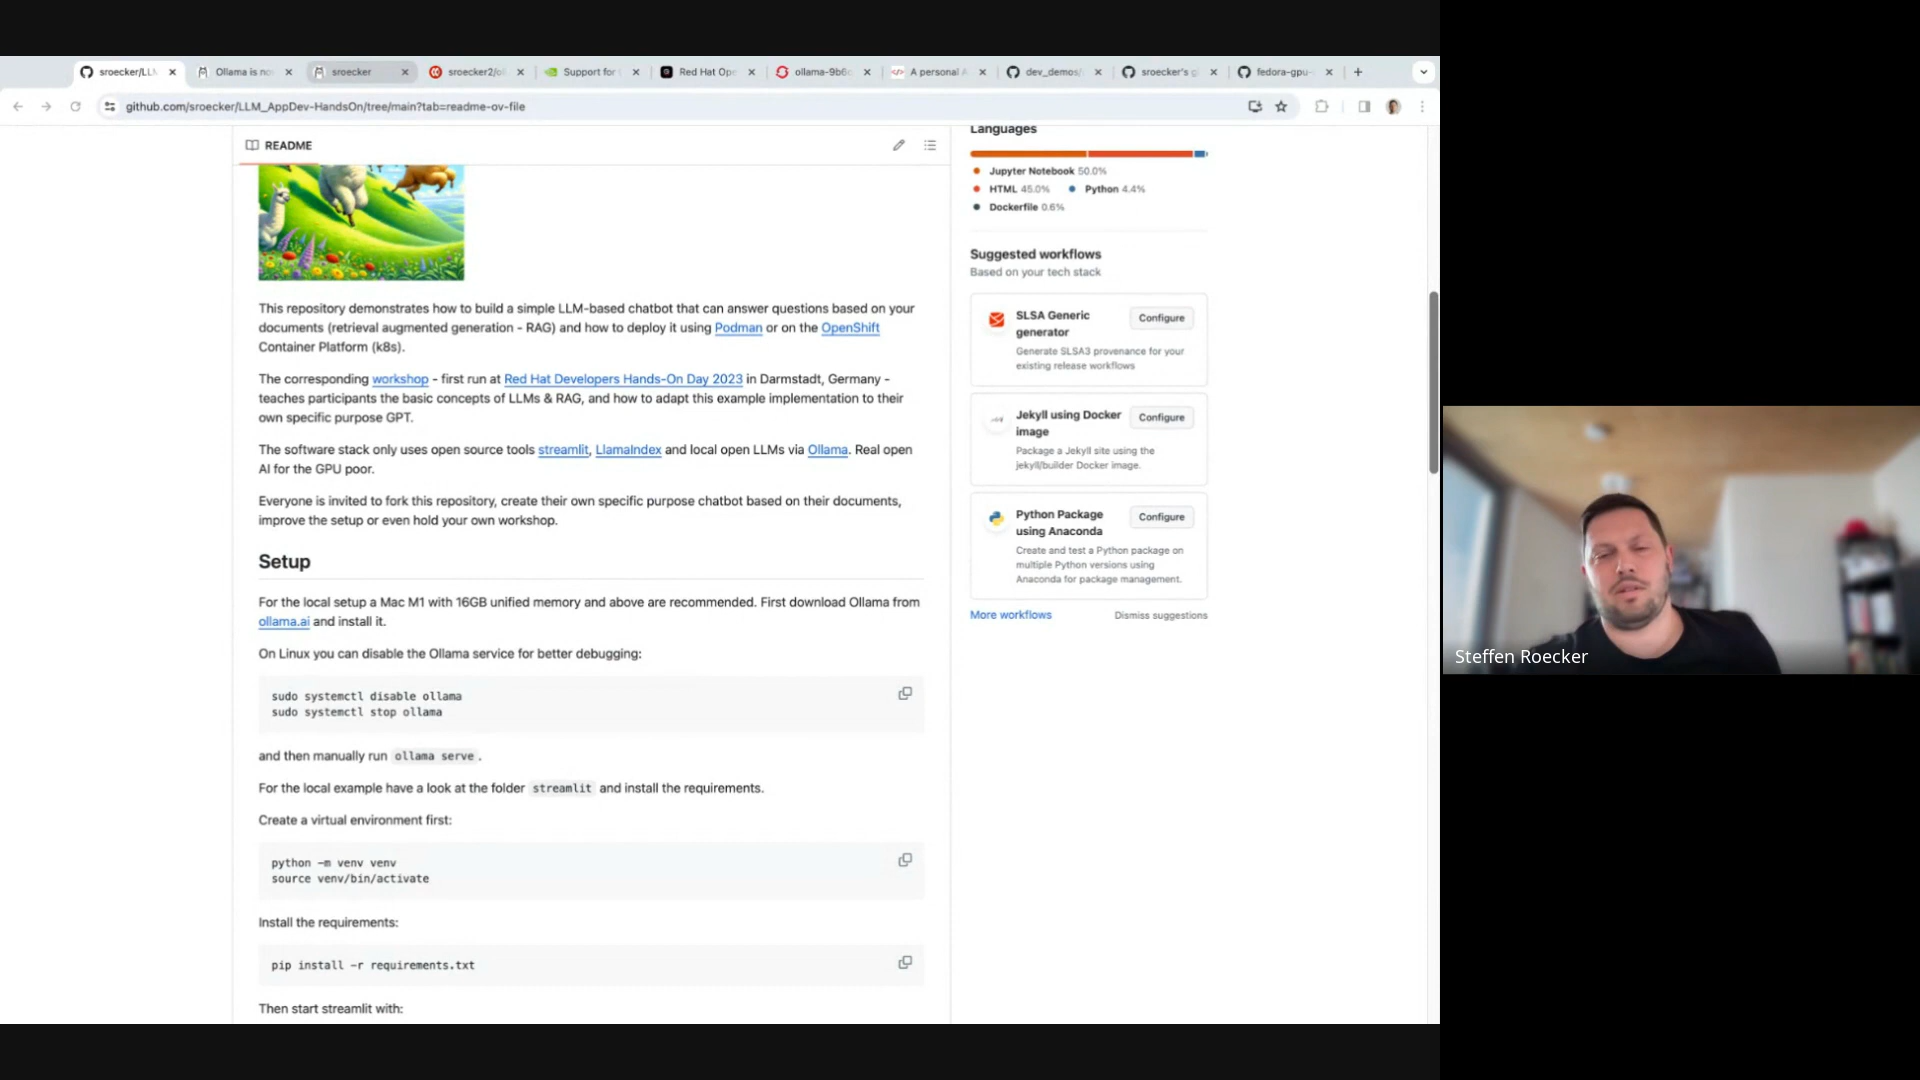 sroecker/LLM
Ollama is no
sroecker
sroecker2/oll
Support for
Red Hat Ope
ollama-9b6c
A personal A
dev_demos/
sroecker's g
fedora-gpu-
github.com/sroecker/LLM_AppDev-HandsOn/tree/main?tab=readme-ov-file
README
This repository demonstrates how to build a simple LLM-based chatbot that can answer questions based on your
documents (retrieval augmented generation - RAG) and how to deploy it using Podman or on the OpenShift
Container Platform (k8s).
The corresponding workshop - first run at Red Hat Developers Hands-On Day 2023 in Darmstadt, Germany -
teaches participants the basic concepts of LLMs & RAG, and how to adapt this example implementation to their
own specific purpose GPT.
The software stack only uses open source tools streamlit, LlamaIndex and local open LLMs via Ollama. Real open
AI for the GPU poor.
Everyone is invited to fork this repository, create their own specific purpose chatbot based on their documents,
improve the setup or even hold your own workshop.
Setup
For the local setup a Mac M1 with 16GB unified memory and above are recommended. First download Ollama from
ollama.ai and install it.
On Linux you can disable the Ollama service for better debugging:
sudo systemctl disable ollama
sudo systemctl stop ollama
and then manually run ollama serve.
For the local example have a look at the folder streamlit and install the requirements.
Create a virtual environment first:
python -m venv venv
source venv/bin/activate
Install the requirements:
pip install -r requirements.txt
Then start streamlit with:
Languages
Jupyter Notebook 50.0%
HTML 45.0% Python 4.4%
Dockerfile 0.6%
Suggested workflows
Based on your tech stack
SLSA Generic
generator
Configure
Generate SLSA3 provenance for your
existing release workflows
Jekyll using Docker
image
Configure
Package a Jekyll site using the
jekyll/builder Docker image.
Python Package
using Anaconda
Configure
Create and test a Python package on
multiple Python versions using
Anaconda for package management.
More workflows Dismiss suggestions
Steffen Roecker